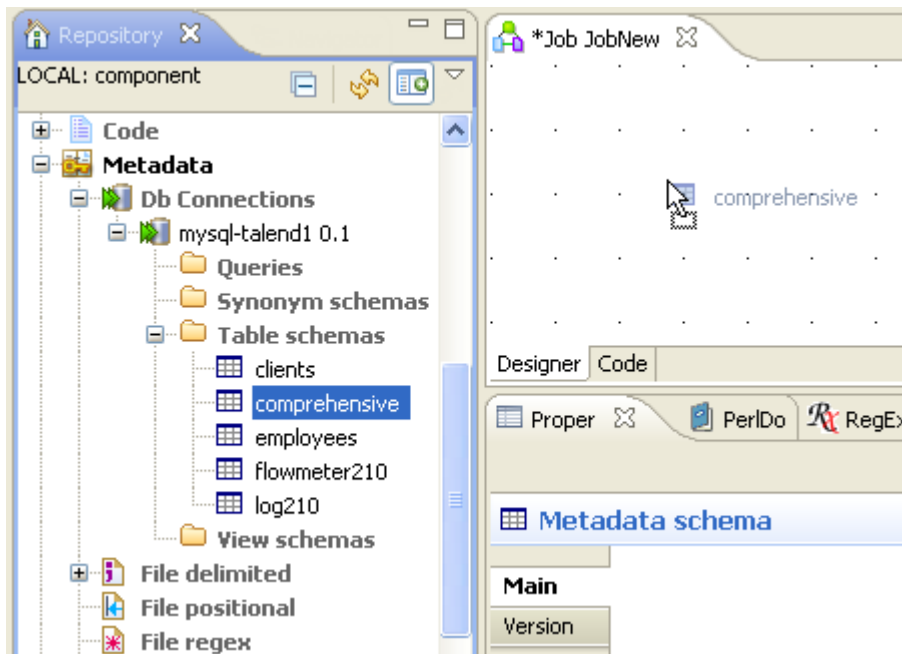 Repository
LOCAL: component
Code
Metadata
Db Connections
mysql-talend1 0.1
Queries
Synonym schemas
Table schemas
clients
comprehensive
employees
flowmeter210
log210
View schemas
File delimited
File positional
File regex
*Job JobNew
comprehensive
Designer Code
Proper PerlDo RegEx
Metadata schema
Main
Version